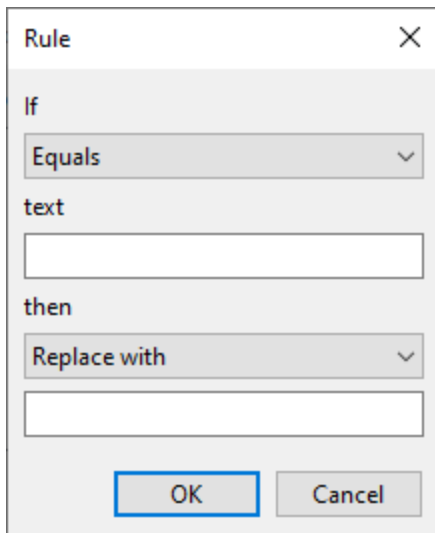 Rule
If
Equals
text
then
Replace with
OK Cancel